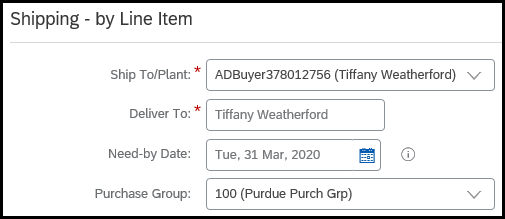 Shipping - by Line Item
Ship To/Plant: * ADBuyer378012756 (Tiffany Weatherford)
Deliver To: * Tiffany Weatherford
Need-by Date: Tue, 31 Mar, 2020
Purchase Group: 100 (Purdue Purch Grp)